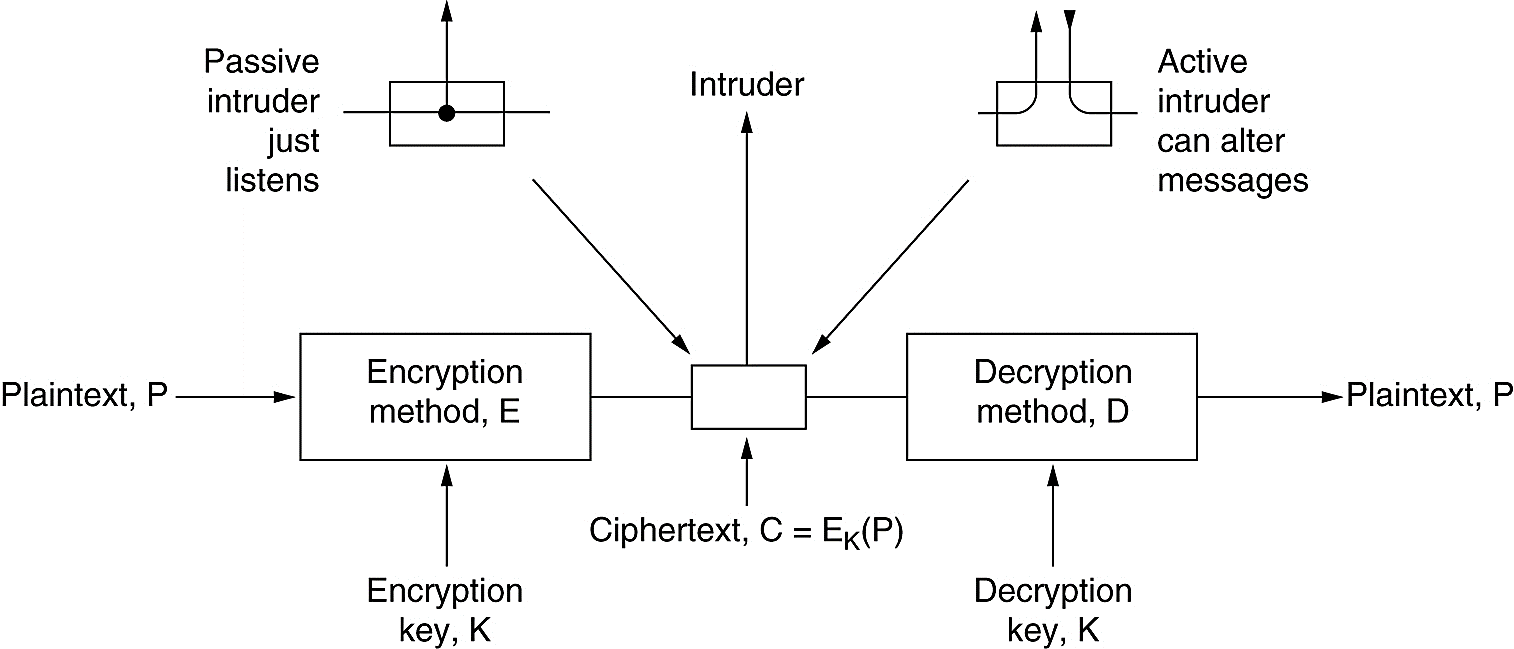 Passive
intruder
just
listens
Intruder
Active
intruder
can alter
messages
Plaintext, P
Encryption
method, E
Decryption
method, D
Plaintext, P
Ciphertext, C = E_K(P)
Encryption
key, K
Decryption
key, K